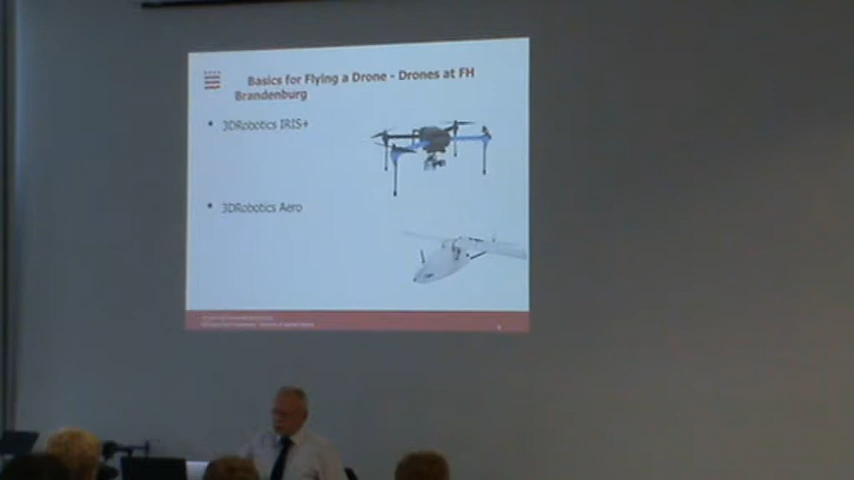 Basics for Flying a Drone - Drones at FH
Brandenburg
• 3DRobotics IRIS+
• 3DRobotics Aero